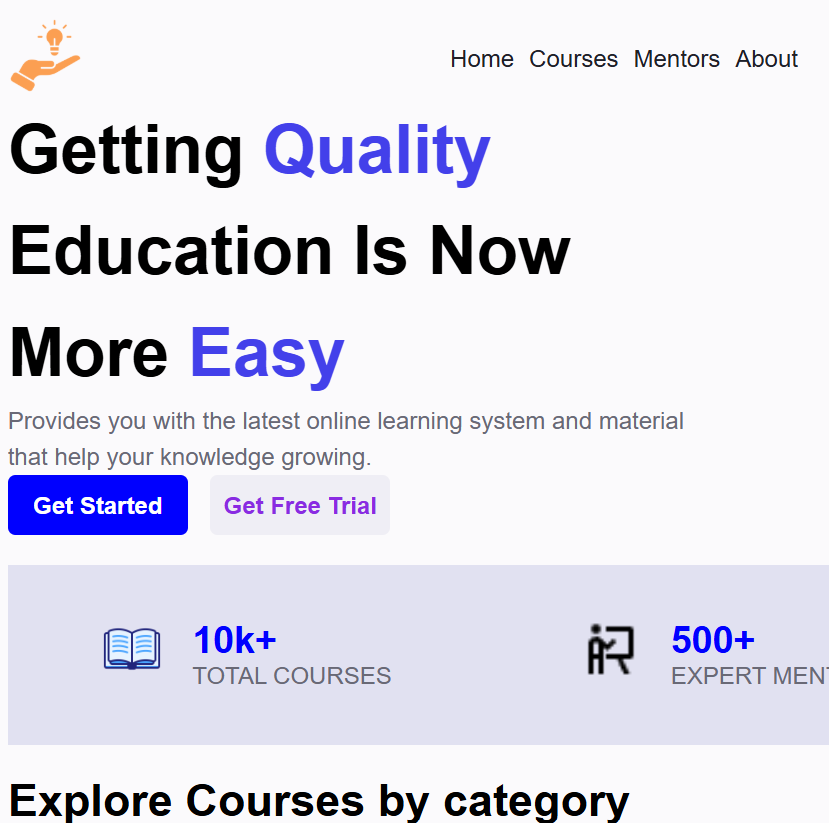 Home Courses Mentors About
Getting Quality
Education Is Now
More Easy
Provides you with the latest online learning system and material
that help your knowledge growing.
Get Started Get Free Trial
10k+ 500+
TOTAL COURSES EXPERT
Explore Courses by category